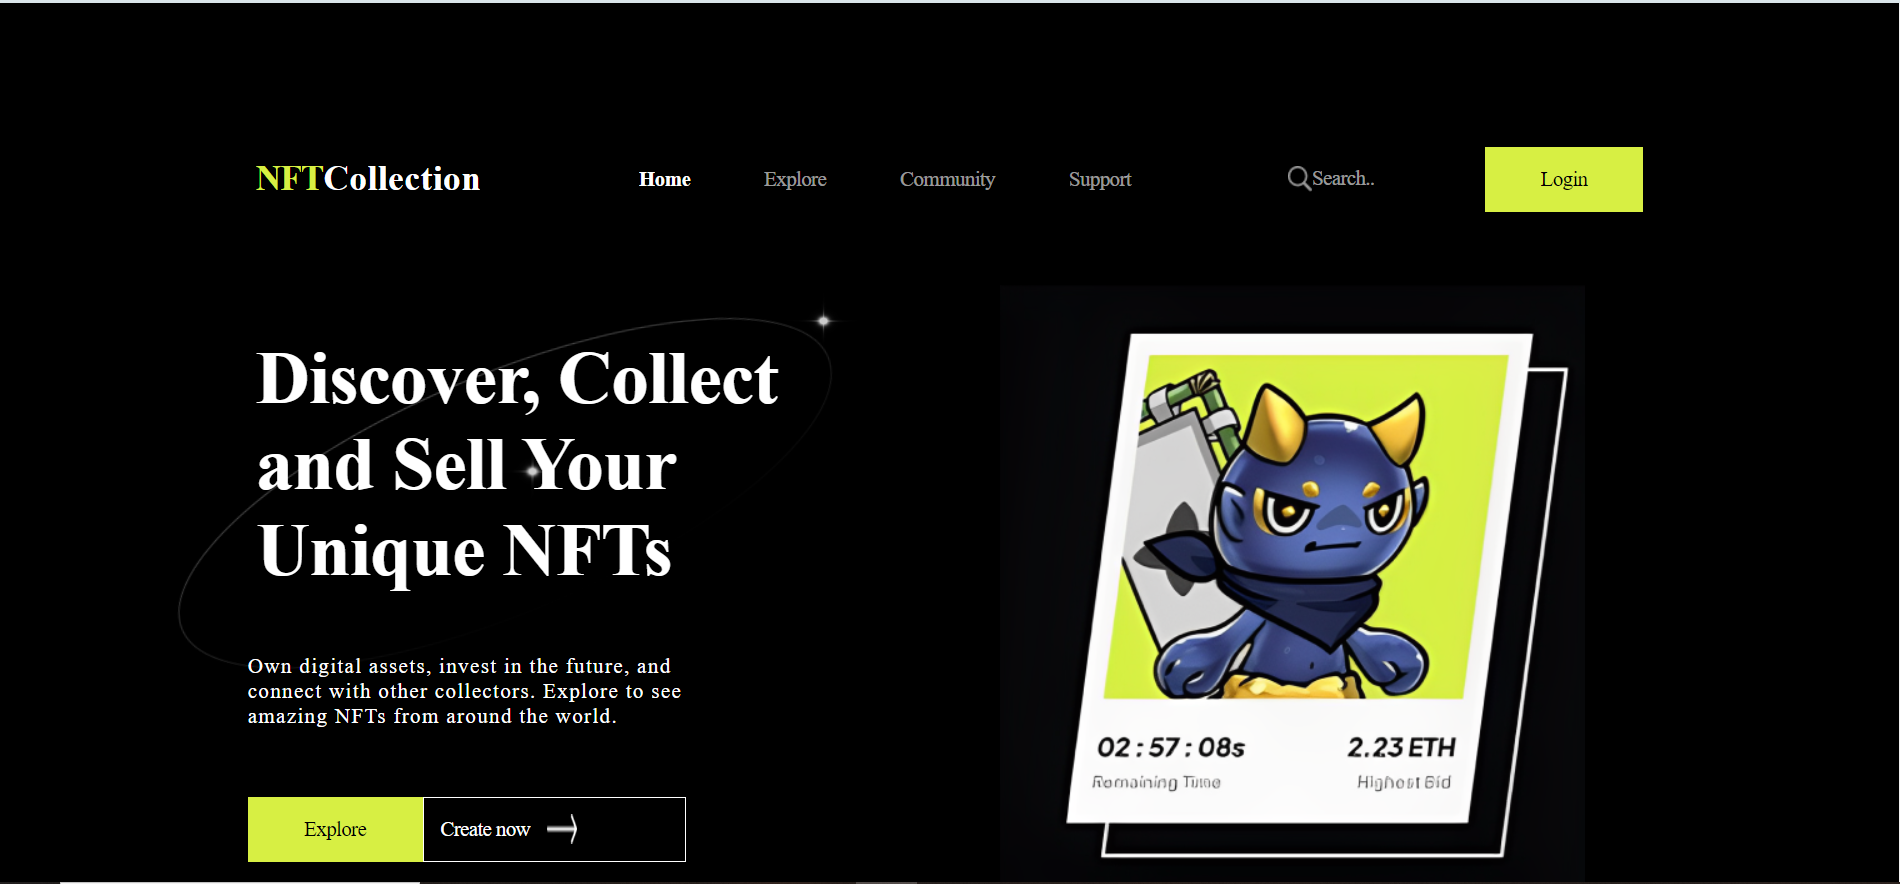 NFTCollection
Home
Explore
Community
Support
Search..
Login
Discover, Collect
and Sell Your
Unique NFTs
Own digital assets, invest in the future, and
connect with other collectors. Explore to see
amazing NFTs from around the world.
Explore
Create now
02 : 57 : 08s
2.23 ETH
Remaining Time
Highest Bid